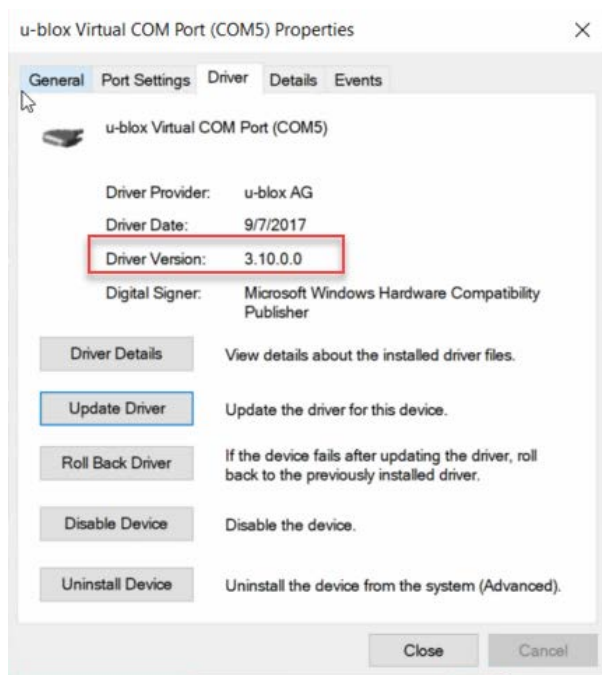 u-blox Virtual COM Port (COM5) Properties
General Port Settings Driver Details Events
u-blox Virtual COM Port (COM5)
Driver Provider: u-blox AG
Driver Date: 9/7/2017
Driver Version: 3.10.0.0
Digital Signer: Microsoft Windows Hardware Compatibility
Publisher
Driver Details View details about the installed driver files.
Update Driver Update the driver for this device.
Roll Back Driver If the device fails after updating the driver, roll
back to the previously installed driver.
Disable Device Disable the device.
Uninstall Device Uninstall the device from the system (Advanced).
Close Cancel